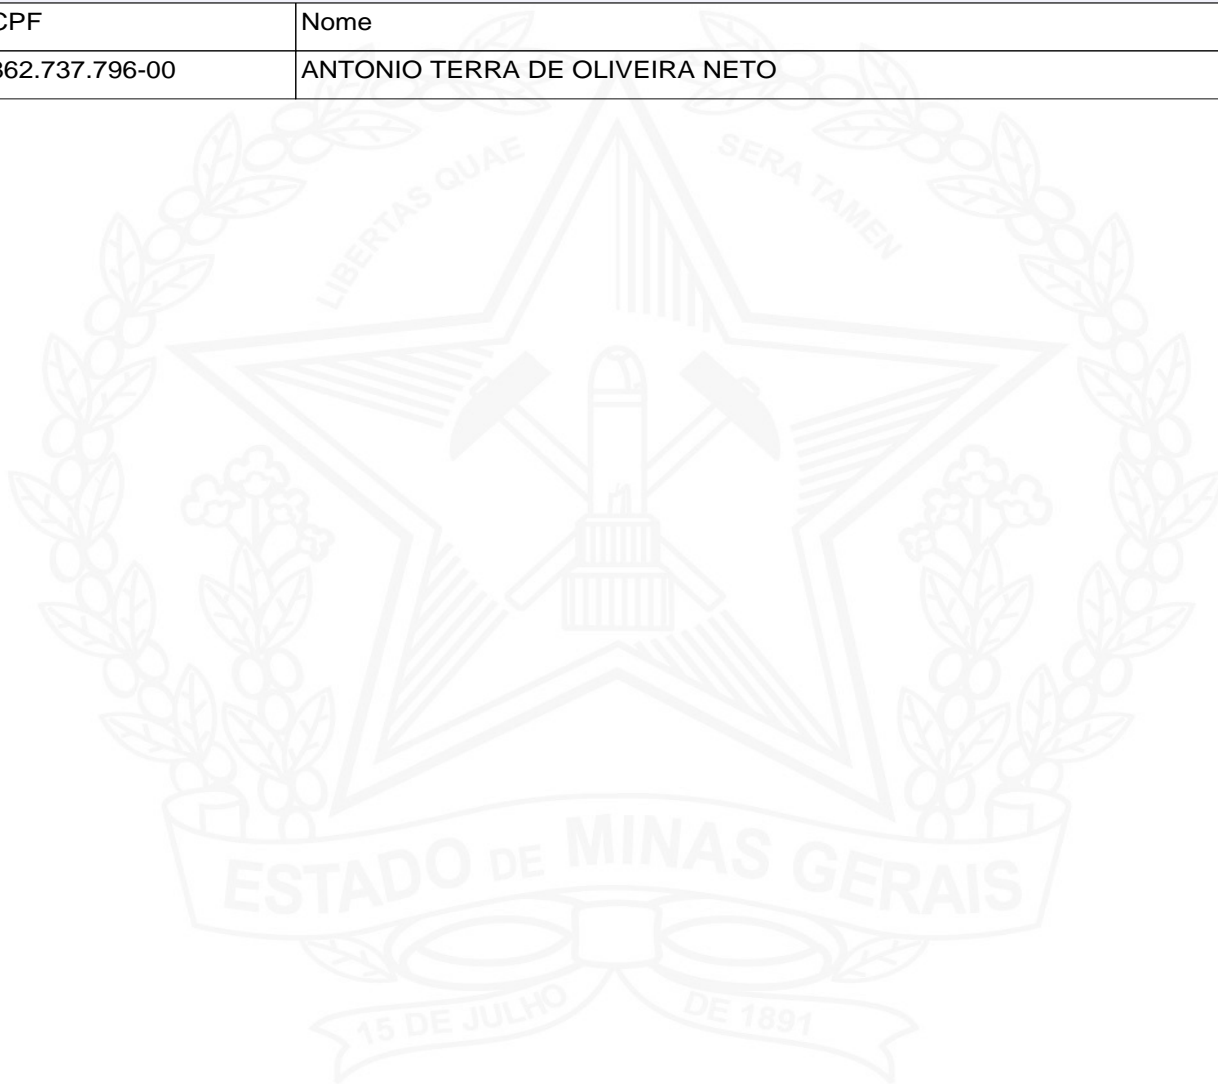 CPF Nome
862.737.796-00 ANTONIO TERRA DE OLIVEIRA NETO
LIBERTAS QUAE SERA TAMEN
ESTADO DE MINAS GERAIS
15 DE JULHO DE 1891